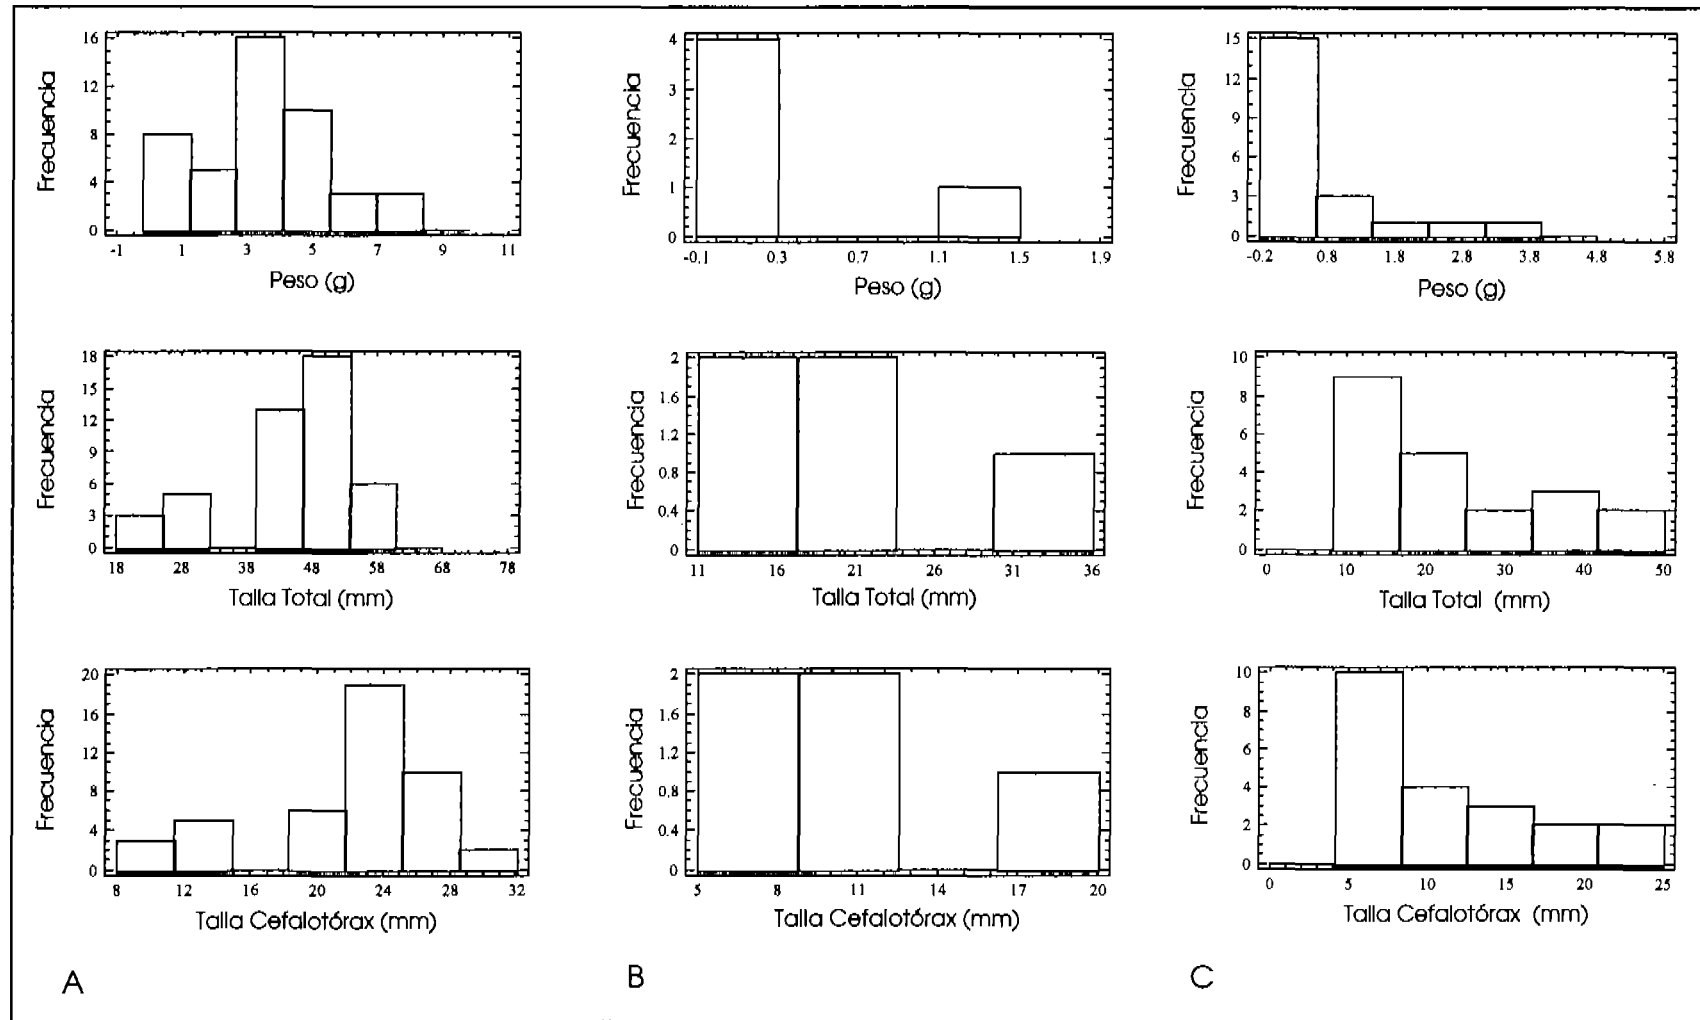 16
12
8
4
0
Frecuencia
-1 1 3 5 7 9 11
Peso (g)
4
3
2
1
0
Frecuencia
-0.1 0.3 0.7 1.1 1.5 1.9
Peso (g)
15
12
9
6
3
0
Frecuencia
-0.2 0.8 1.8 2.8 3.8 4.8 5.8
Peso (g)
18
15
12
9
6
3
0
Frecuencia
18 28 38 48 58 68 78
Talla Total (mm)
2
1.6
1.2
0.8
0.4
0
Frecuencia
11 16 21 26 31 36
Talla Total (mm)
10
8
6
4
2
0
Frecuencia
0 10 20 30 40 50
Talla Total (mm)
20
16
12
8
4
0
Frecuencia
8 12 16 20 24 28 32
Talla Cefalotórax (mm)
2
1.6
1.2
0.8
0.4
0
Frecuencia
5 8 11 14 17 20
Talla Cefalotórax (mm)
10
8
6
4
2
0
Frecuencia
0 5 10 15 20 25
Talla Cefalotórax (mm)
A B C